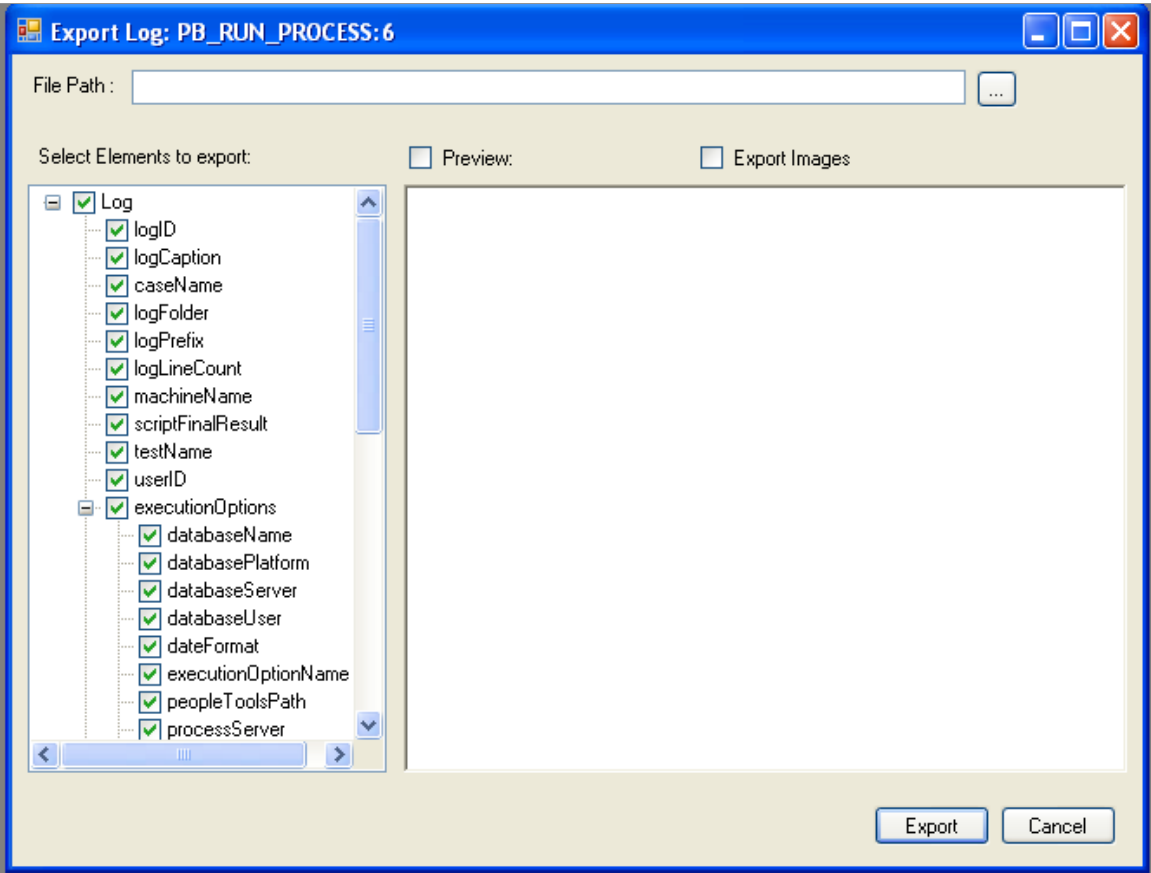 Export Log: PB_RUN_PROCESS:6
File Path :
...
Select Elements to export:
Preview:
Export Images
Log
logID
logCaption
caseName
logFolder
logPrefix
logLineCount
machineName
scriptFinalResult
testName
userID
executionOptions
databaseName
databasePlatform
databaseServer
databaseUser
dateFormat
executionOptionName
peopleToolsPath
processServer
Export
Cancel